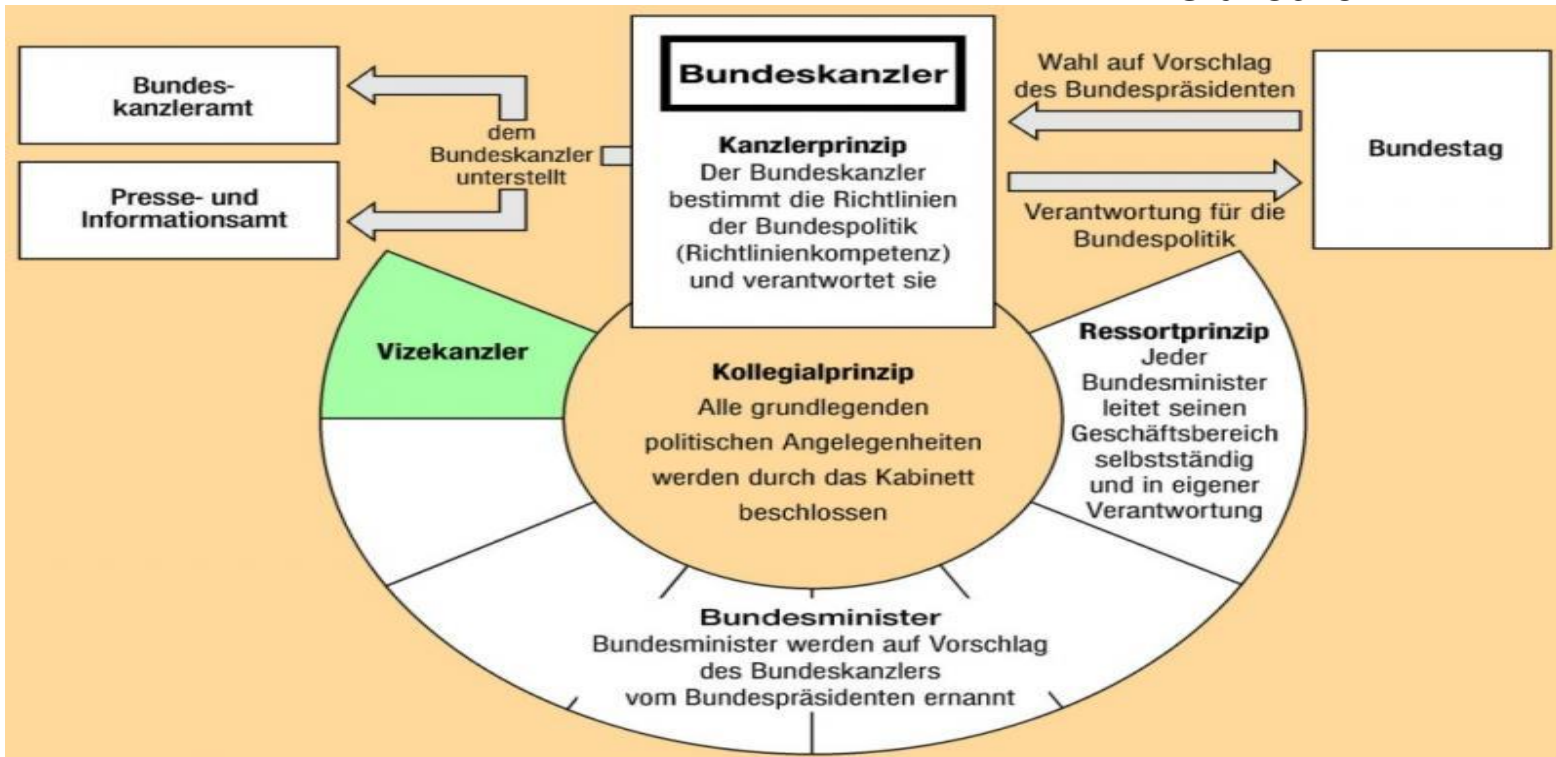 Bundes-
kanzleramt
Presse- und
Informationsamt
dem
Bundeskanzler
unterstellt
Bundeskanzler
Kanzlerprinzip
Der Bundeskanzler
bestimmt die Richtlinien
der Bundespolitik
(Richtlinienkompetenz)
und verantwortet sie
Wahl auf Vorschlag
des Bundespräsidenten
Verantwortung für die
Bundespolitik
Bundestag
Vizekanzler
Kollegialprinzip
Alle grundlegenden
politischen Angelegenheiten
werden durch das Kabinett
beschlossen
Ressortprinzip
Jeder
Bundesminister
leitet seinen
Geschäftsbereich
selbstständig
und in eigener
Verantwortung
Bundesminister
Bundesminister werden auf Vorschlag
des Bundeskanzlers
vom Bundespräsidenten ernannt